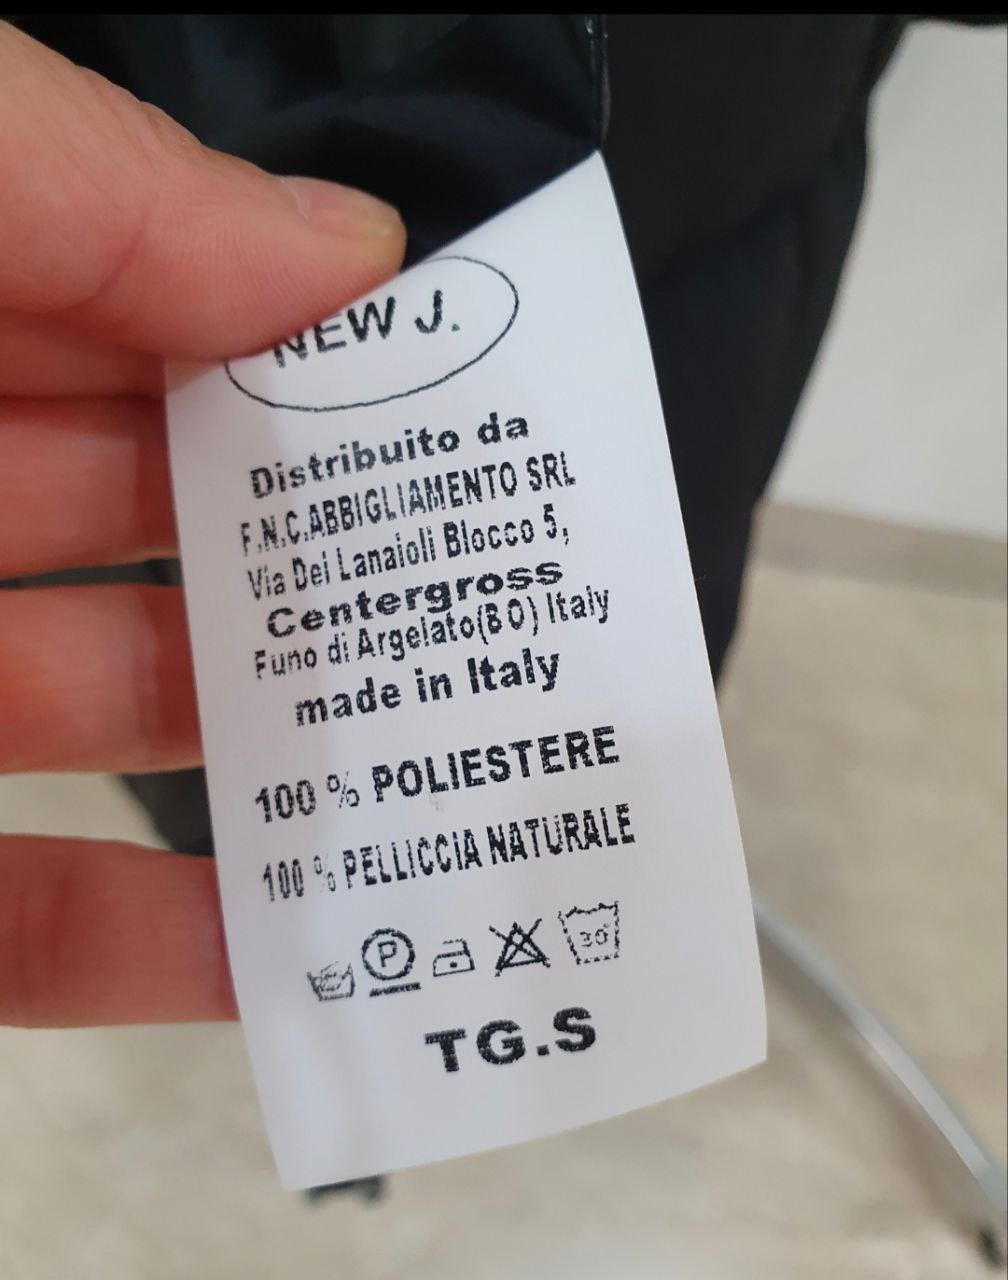 NEW J.
Distribuito da
F.N.C.ABBIGLIAMENTO SRL
Via Dei Lanaioli Blocco 5,
Centergross
Funo di Argelato(BO) Italy
made in Italy
100 % POLIESTERE
100 % PELLICCIA NATURALE
P 30°
TG.S